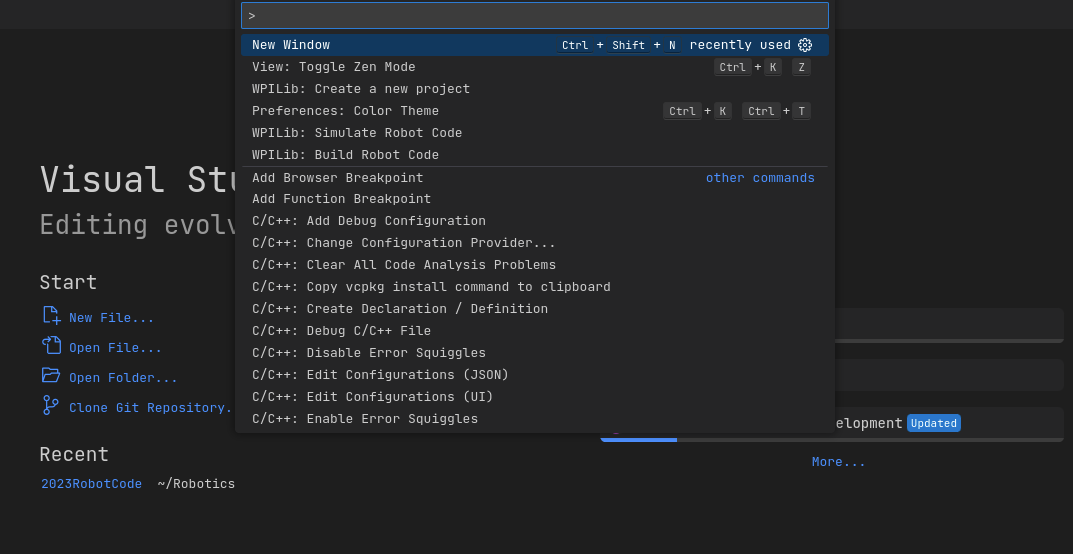 >
New Window Ctrl + Shift + N recently used
View: Toggle Zen Mode Ctrl + K Z
WPILib: Create a new project
Preferences: Color Theme Ctrl + K Ctrl + T
WPILib: Simulate Robot Code
WPILib: Build Robot Code
Add Browser Breakpoint other commands
Add Function Breakpoint
C/C++: Add Debug Configuration
C/C++: Change Configuration Provider...
C/C++: Clear All Code Analysis Problems
C/C++: Copy vcpkg install command to clipboard
C/C++: Create Declaration / Definition
C/C++: Debug C/C++ File
C/C++: Disable Error Squiggles
C/C++: Edit Configurations (JSON)
C/C++: Edit Configurations (UI)
C/C++: Enable Error Squiggles
Visual Stu
Editing evolv
Start
New File...
Open File...
Open Folder...
Clone Git Repository.
Recent
2023RobotCode ~/Robotics
elopment Updated
More...